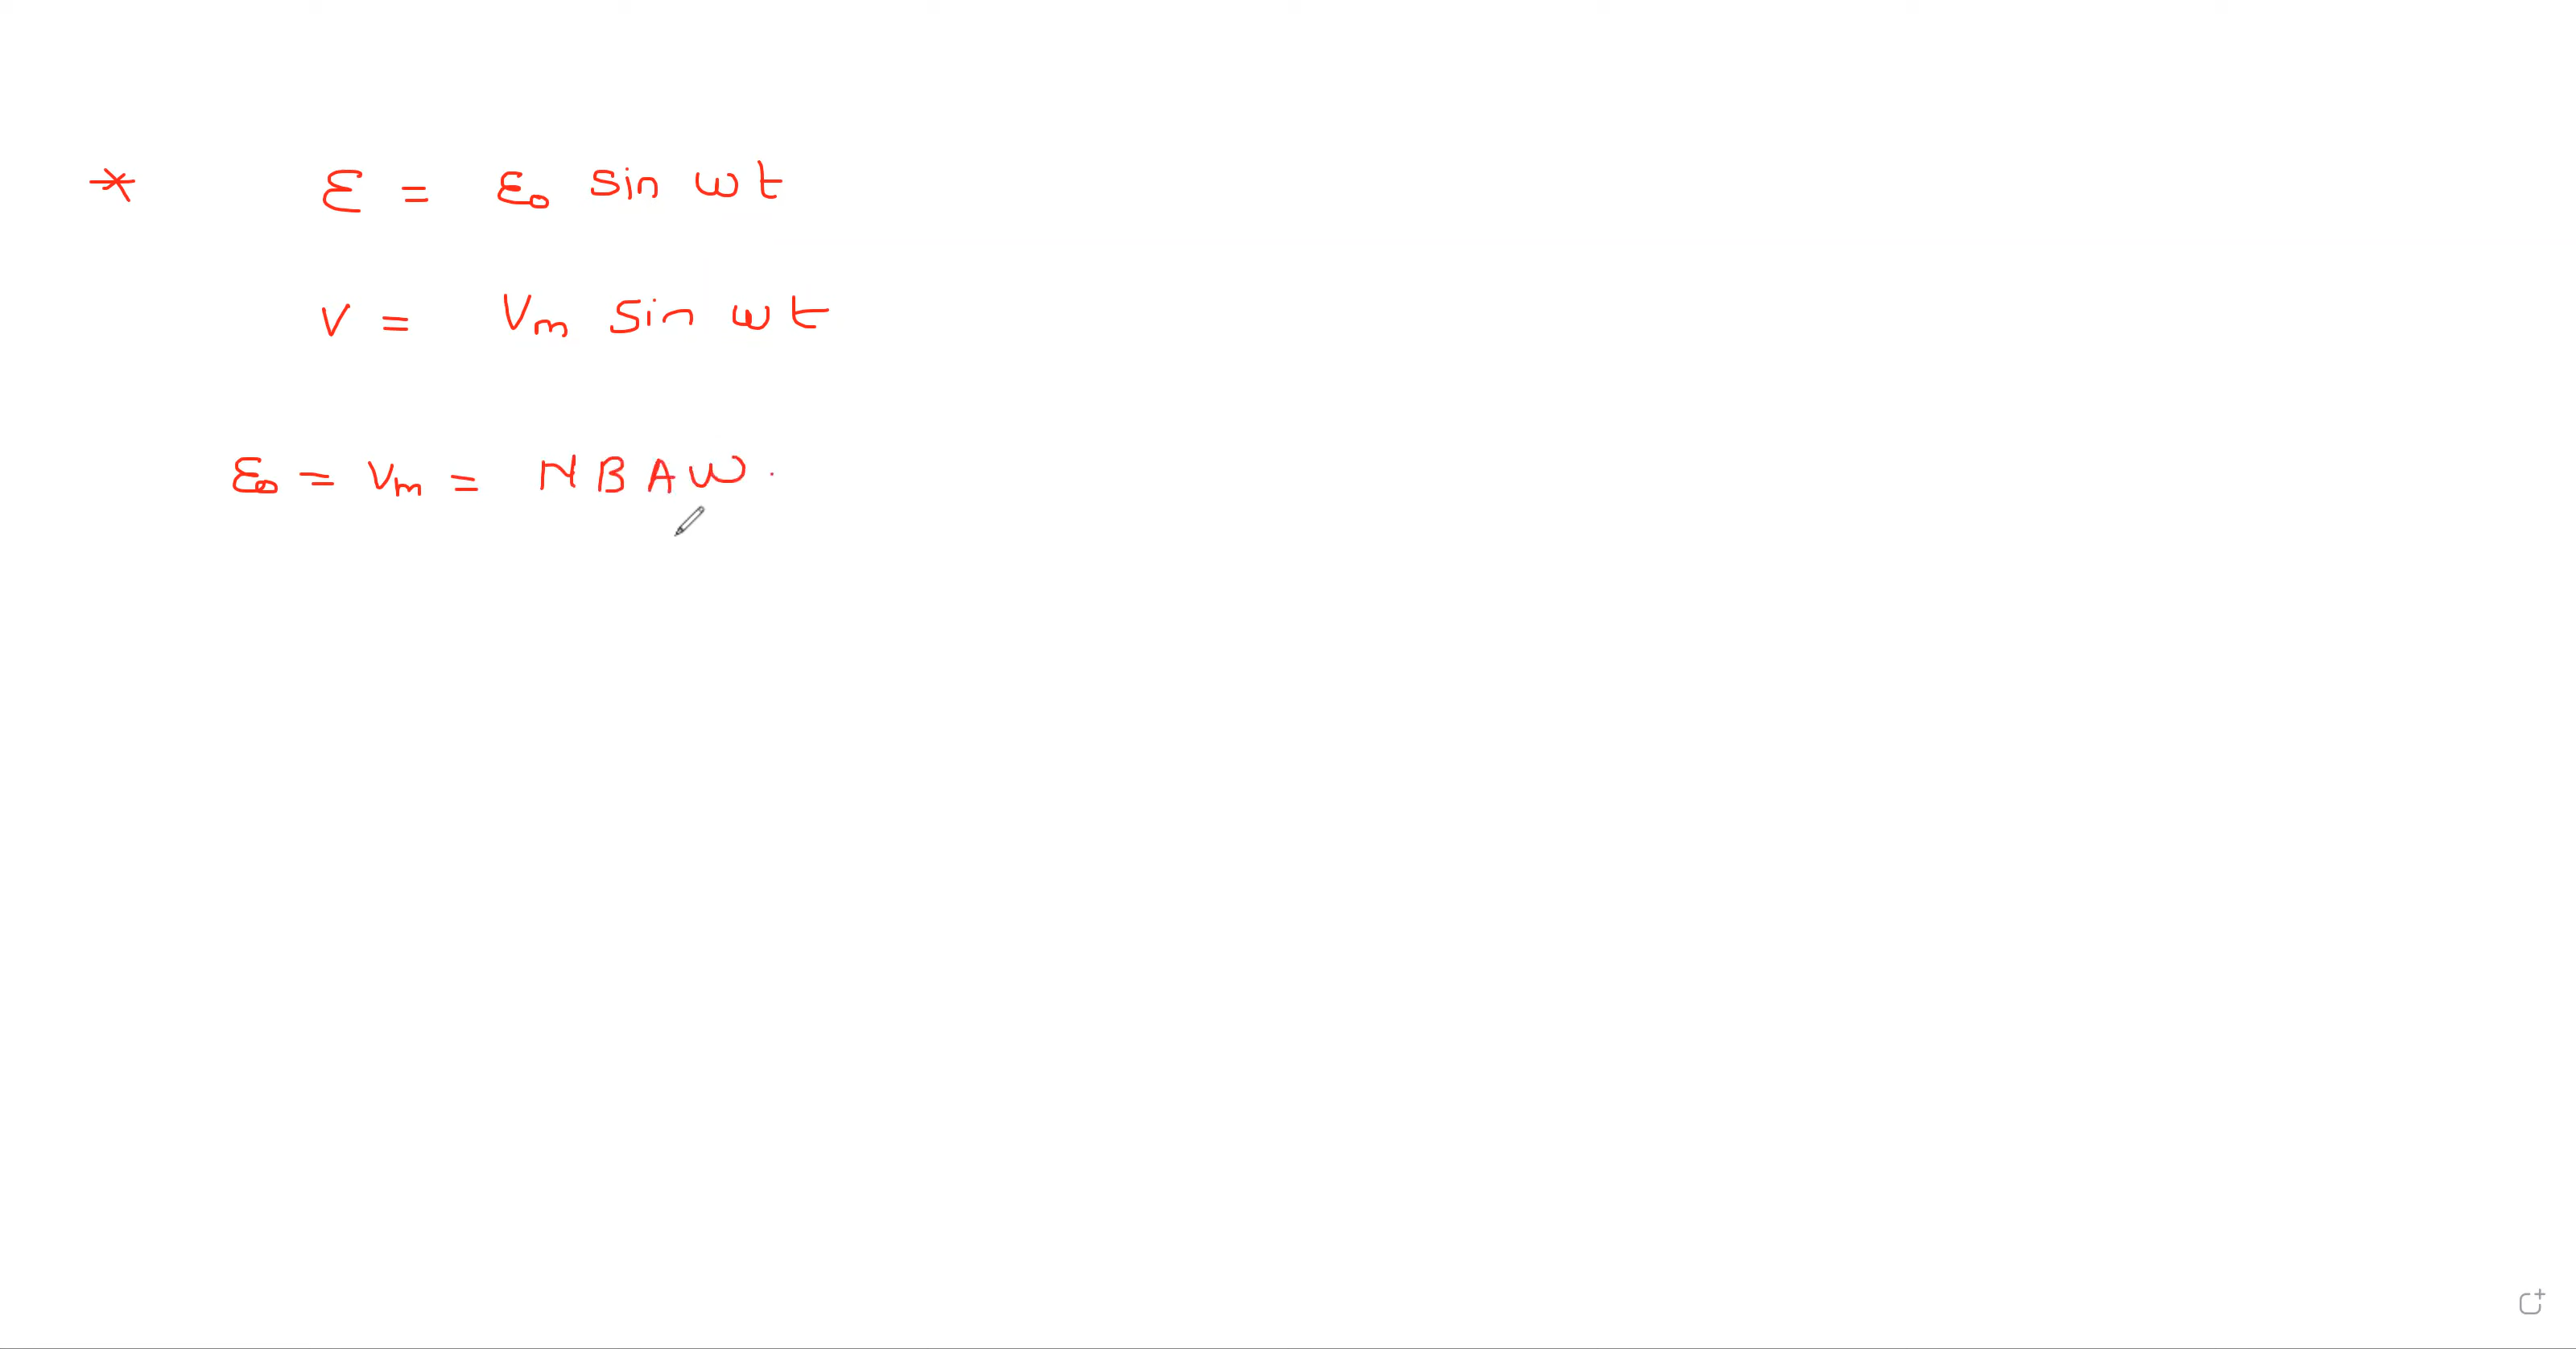 * ε = ε₀ sin ωt
V = Vₘ sin ωt
ε₀ = Vₘ = NBAω.